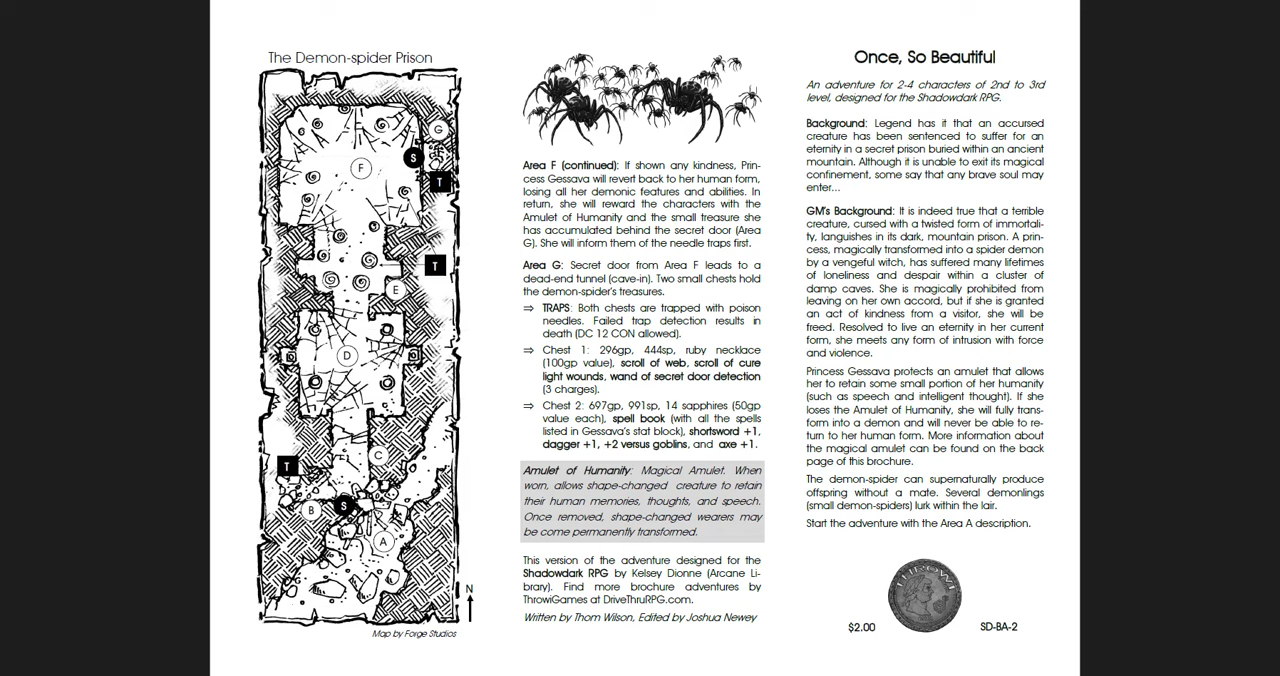 The Demon-spider Prison
G
S
F
T
T
E
D
C
T
B
S
A
N
Map by Forge Studios
Area F (continued): If shown any kindness, Prin-
cess Gessava will revert back to her human form,
losing all her demonic features and abilities. In
return, she will reward the characters with the
Amulet of Humanity and the small treasure she
has accumulated behind the secret door (Area
G). She will inform them of the needle traps first.
Area G: Secret door from Area F leads to a
dead-end tunnel (cave-in). Two small chests hold
the demon-spider's treasures.
⇒ TRAPS: Both chests are trapped with poison
needles. Failed trap detection results in
death (DC 12 CON allowed).
⇒ Chest 1: 296gp, 444sp, ruby necklace
(100gp value), scroll of web, scroll of cure
light wounds, wand of secret door detection
(3 charges).
⇒ Chest 2: 697gp, 991sp, 14 sapphires (50gp
value each), spell book (with all the spells
listed in Gessava's stat block), shortsword +1,
dagger +1, +2 versus goblins, and axe +1.
Amulet of Humanity: Magical Amulet. When
worn, allows shape-changed creature to retain
their human memories, thoughts, and speech.
Once removed, shape-changed wearers may
be come permanently transformed.
This version of the adventure designed for the
Shadowdark RPG by Kelsey Dionne (Arcane Li-
brary). Find more brochure adventures by
ThrowiGames at DriveThruRPG.com.
Written by Thom Wilson, Edited by Joshua Newey
Once, So Beautiful
An adventure for 2-4 characters of 2nd to 3rd
level, designed for the Shadowdark RPG.
Background: Legend has it that an accursed
creature has been sentenced to suffer for an
eternity in a secret prison buried within an ancient
mountain. Although it is unable to exit its magical
confinement, some say that any brave soul may
enter...
GM's Background: It is indeed true that a terrible
creature, cursed with a twisted form of immortali-
ty, languishes in its dark, mountain prison. A prin-
cess, magically transformed into a spider demon
by a vengeful witch, has suffered many lifetimes
of loneliness and despair within a cluster of
damp caves. She is magically prohibited from
leaving on her own accord, but if she is granted
an act of kindness from a visitor, she will be
freed. Resolved to live an eternity in her current
form, she meets any form of intrusion with force
and violence.
Princess Gessava protects an amulet that allows
her to retain some small portion of her humanity
(such as speech and intelligent thought). If she
loses the Amulet of Humanity, she will fully trans-
form into a demon and will never be able to re-
turn to her human form. More information about
the magical amulet can be found on the back
page of this brochure.
The demon-spider can supernaturally produce
offspring without a mate. Several demonlings
(small demon-spiders) lurk within the lair.
Start the adventure with the Area A description.
THROWI
$2.00
SD-BA-2